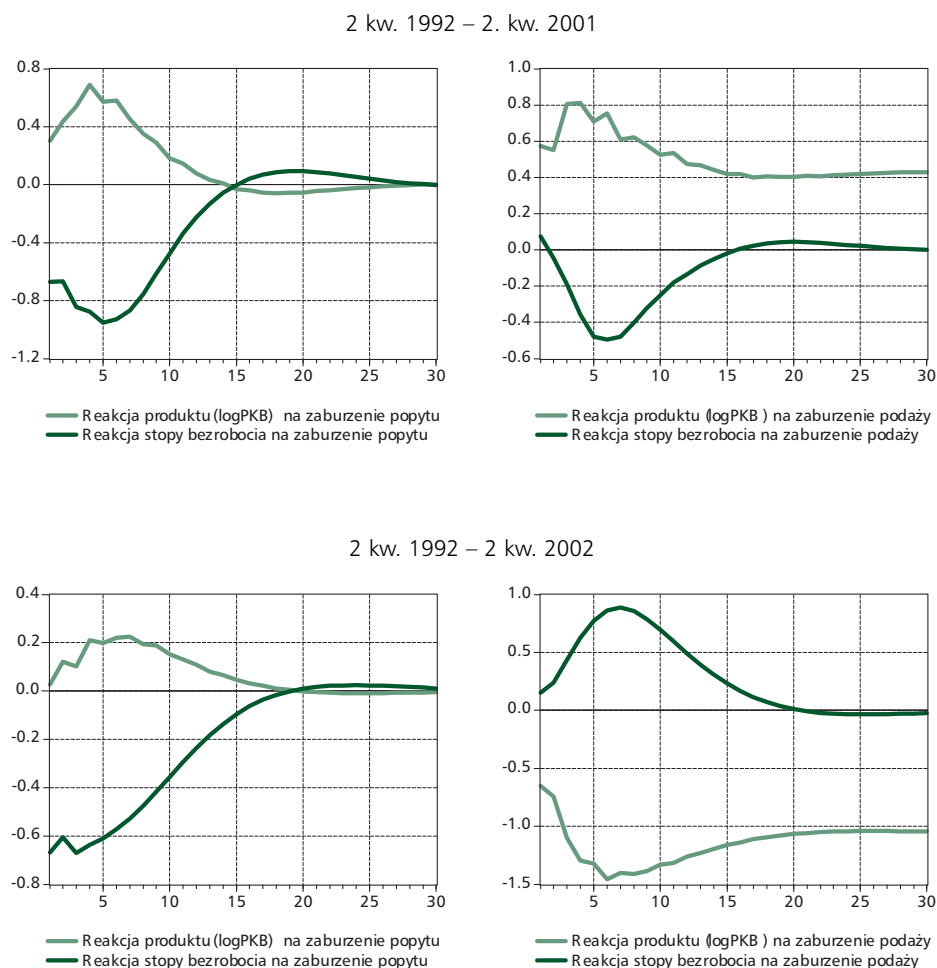 2 kw. 1992 – 2. kw. 2001
0.8
0.4
0.0
-0.4
-0.8
-1.2
5 10 15 20 25 30
Reakcja produktu (logPKB) na zaburzenie popytu
Reakcja stopy bezrobocia na zaburzenie popytu
1.0
0.8
0.6
0.4
0.2
0.0
-0.2
-0.4
-0.6
5 10 15 20 25 30
Reakcja produktu (logPKB ) na zaburzenie podaży
Reakcja stopy bezrobocia na zaburzenie podaży
2 kw. 1992 – 2 kw. 2002
0.4
0.2
0.0
-0.2
-0.4
-0.6
-0.8
5 10 15 20 25 30
Reakcja produktu (logPKB) na zaburzenie popytu
Reakcja stopy bezrobocia na zaburzenie popytu
1.0
0.5
0.0
-0.5
-1.0
-1.5
5 10 15 20 25 30
Reakcja produktu (logPKB ) na zaburzenie podaży
Reakcja stopy bezrobocia na zaburzenie podaży